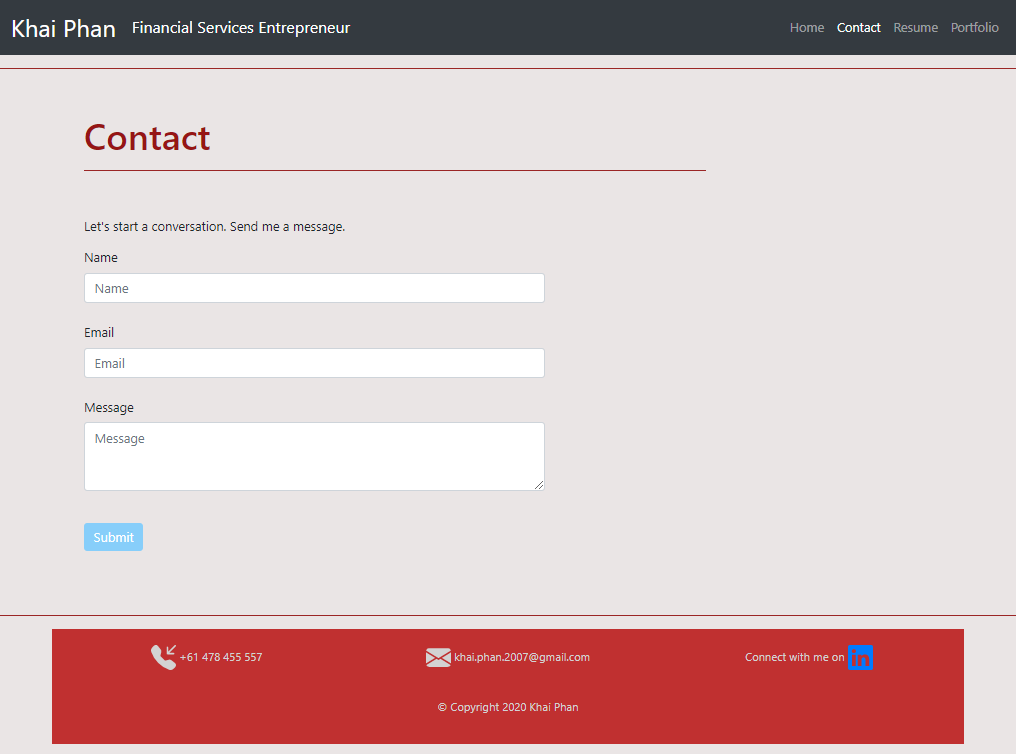 Khai Phan Financial Services Entrepreneur Home Contact Resume Portfolio
Contact
Let's start a conversation. Send me a message.
Name
Name
Email
Email
Message
Message
Submit
+61 478 455 557 khai.phan.2007@gmail.com Connect with me on in
© Copyright 2020 Khai Phan